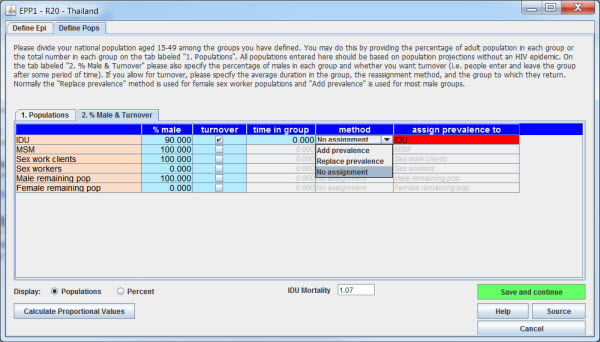 EPP1 - R20 - Thailand
Define Epi Define Pops
Please divide your national population aged 15-49 among the groups you have defined. You may do this by providing the percentage of adult population in each group or
the total number in each group on the tab labeled "1. Populations". All populations entered here should be based on population projections without an HIV epidemic. On
the tab labeled "2. % Male & Turnover" please also specify the percentage of males in each group and whether you want turnover (i.e. people enter and leave the group
after some period of time). If you allow for turnover, please specify the average duration in the group, the reassignment method, and the group to which they return.
Normally the "Replace prevalence" method is used for female sex worker populations and "Add prevalence" is used for most male groups.
1. Populations 2. % Male & Turnover
% male turnover time in group method assign prevalence to
IDU 90.000 0.000 No assignment IDU
MSM 100.000 0.000 MSM
Sex work clients 100.000 0.000 Sex work clients
Sex workers 0.000 0.000 Sex workers
Male remaining pop 100.000 0.000 Male remaining pop
Female remaining pop 0.000 0.000 No assignment Female remaining pop
Add prevalence
Replace prevalence
No assignment
Display: Populations Percent IDU Mortality 1.07 Save and continue
Calculate Proportional Values Help Source
Cancel